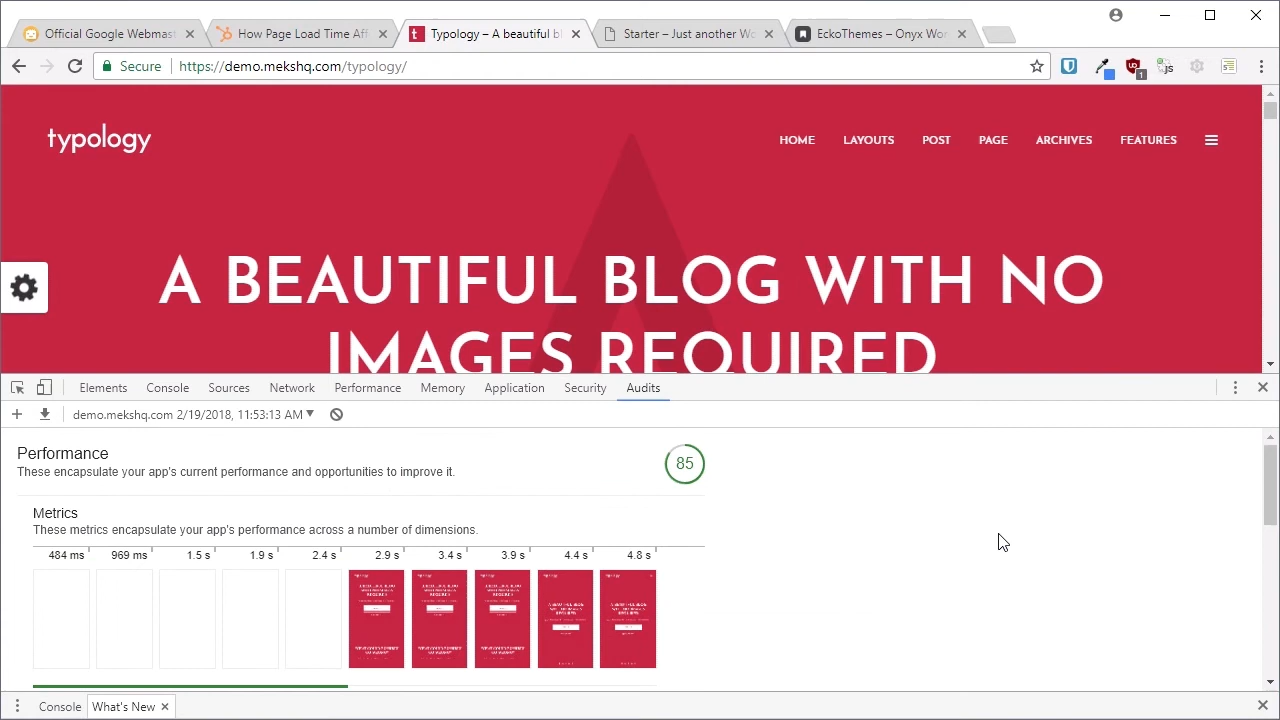 Official Google Webmast
How Page Load Time Aff
Typology – A beautiful bl
Starter – Just another Wo
EckoThemes – Onyx Wor
Secure
https://demo.mekshq.com/typology/
1
JS
typology
HOME LAYOUTS POST PAGE ARCHIVES FEATURES
A BEAUTIFUL BLOG WITH NO
IMAGES REQUIRED
Elements Console Sources Network Performance Memory Application Security Audits
demo.mekshq.com 2/19/2018, 11:53:13 AM
Performance
85
These encapsulate your app's current performance and opportunities to improve it.
Metrics
These metrics encapsulate your app's performance across a number of dimensions.
484 ms 969 ms 1.5 s 1.9 s 2.4 s 2.9 s 3.4 s 3.9 s 4.4 s 4.8 s
Console What's New